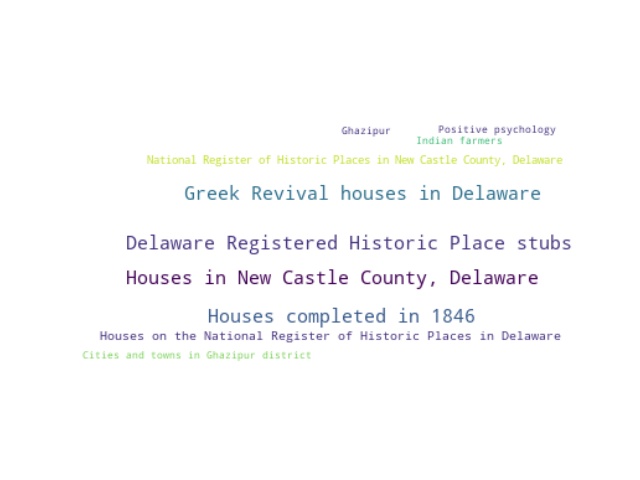 Ghazipur
Positive psychology
Indian farmers
National Register of Historic Places in New Castle County, Delaware
Greek Revival houses in Delaware
Delaware Registered Historic Place stubs
Houses in New Castle County, Delaware
Houses completed in 1846
Houses on the National Register of Historic Places in Delaware
Cities and towns in Ghazipur district